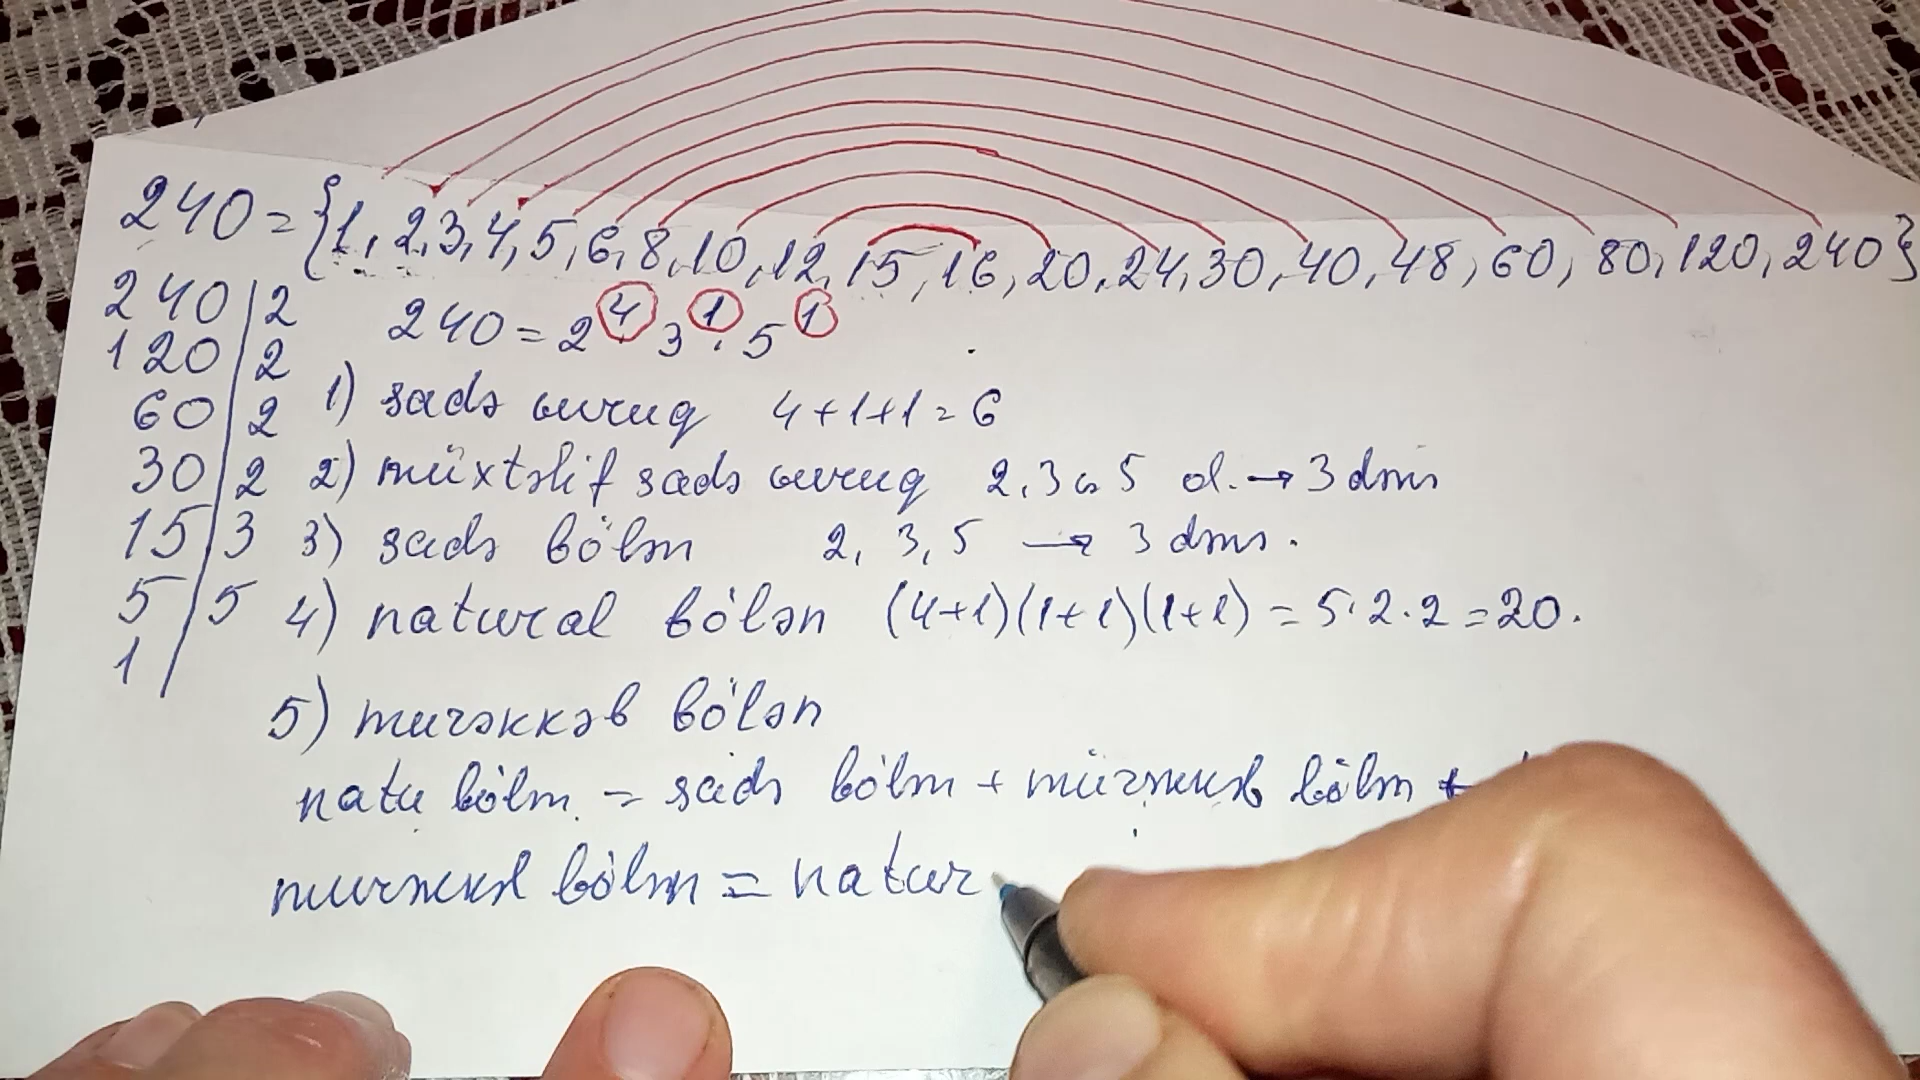 240 = {1, 2, 3, 4, 5, 6, 8, 10, 12, 15, 16, 20, 24, 30, 40, 48, 60, 80, 120, 240}
240 | 2
120 | 2
60 | 2
30 | 2
15 | 3
5 | 5
1 |
240 = 2⁴ · 3¹ · 5¹
1) sadə vuruq 4+1+1=6
2) müxtəlif sadə vuruq 2, 3 və 5 əd. → 3 dənə
3) sadə bölən 2, 3, 5 → 3 dənə.
4) natural bölən (4+1)(1+1)(1+1) = 5·2·2 = 20.
5) murəkkəb bölən
natu bölən = sadə bölən + mürəkkəb bölən +
murəkkəb bölən = natur